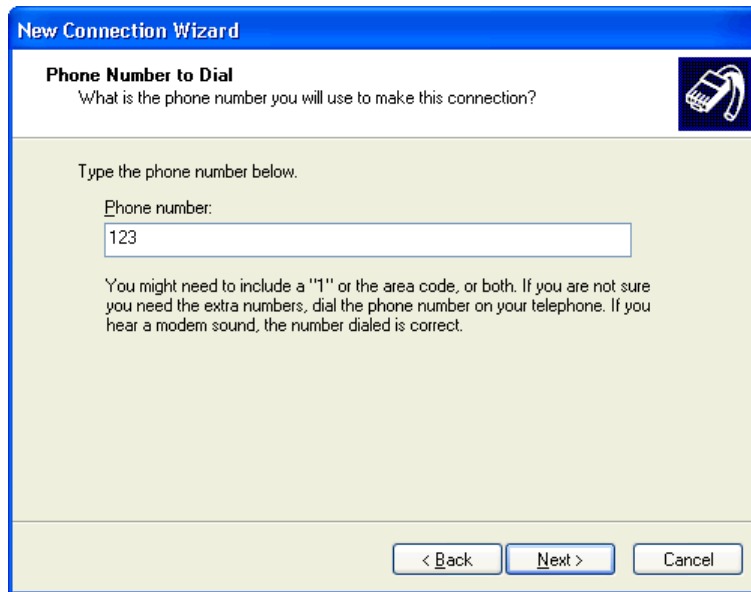 New Connection Wizard
Phone Number to Dial
What is the phone number you will use to make this connection?
Type the phone number below.
Phone number:
123
You might need to include a "1" or the area code, or both. If you are not sure
you need the extra numbers, dial the phone number on your telephone. If you
hear a modem sound, the number dialed is correct.
< Back Next > Cancel